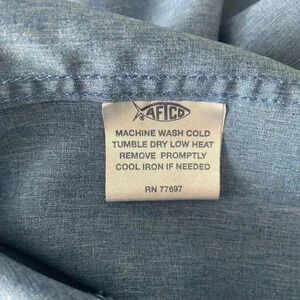 AFTCO
MACHINE WASH COLD
TUMBLE DRY LOW HEAT
REMOVE PROMPTLY
COOL IRON IF NEEDED
RN 77697